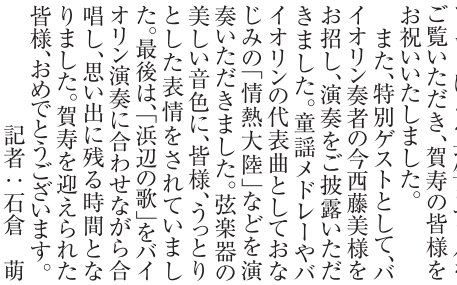 ご覧いただき、賀寿の皆様を
お祝いいたしました。
また、特別ゲストとして、バ
イオリン奏者の今西藤美様を
お招し、演奏をご披露いただ
きました。童謡メドレーやバ
イオリンの代表曲としておな
じみの「情熱大陸」などを演
奏いただきました。弦楽器の
美しい音色に、皆様、うっとり
とした表情をされていまし
た。最後は、「浜辺の歌」をバイ
オリン演奏に合わせながら合
唱し、思い出に残る時間とな
りました。賀寿を迎えられた
皆様、おめでとうございます。
記者：石倉 萌